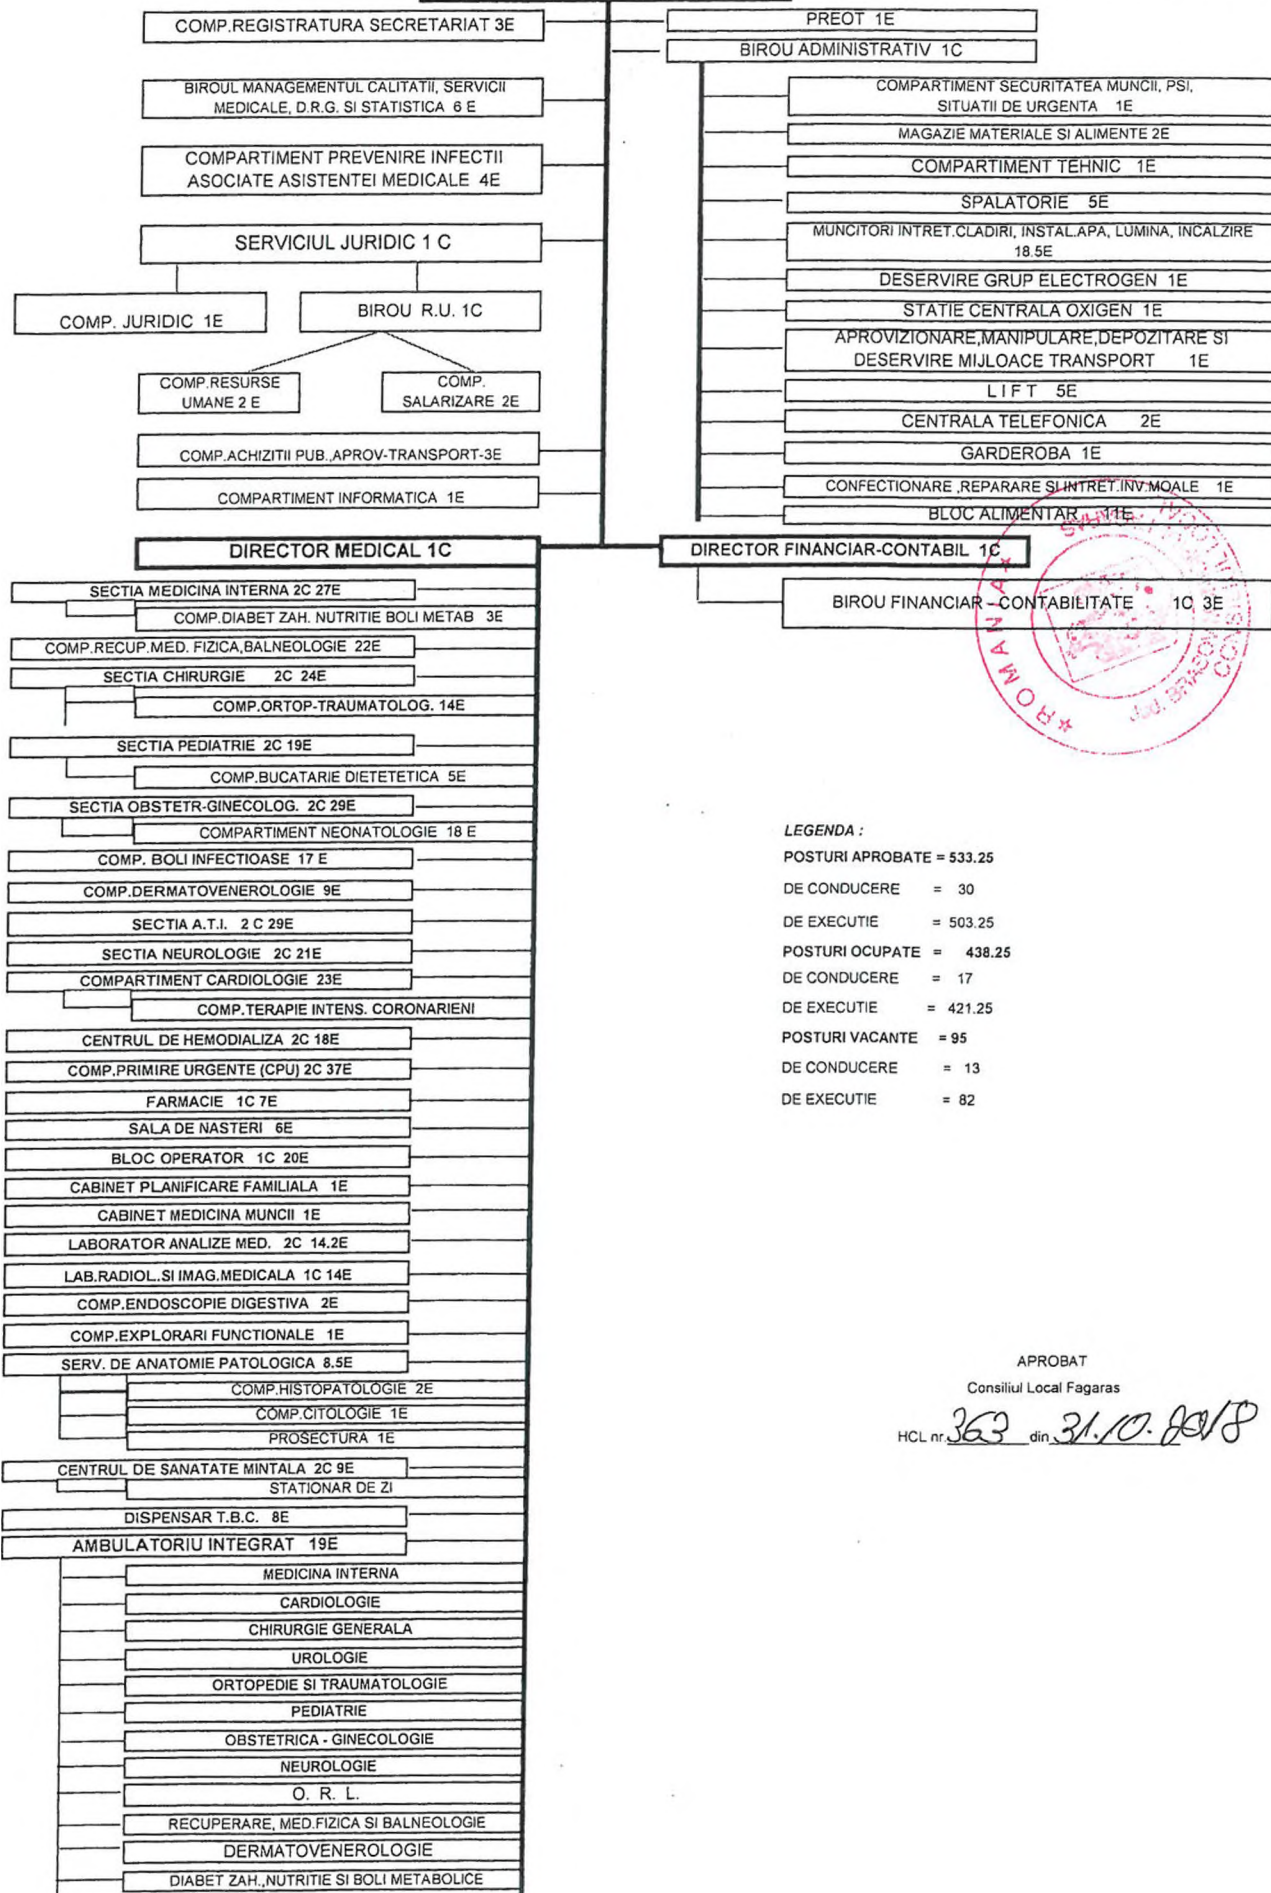 COMP.REGISTRATURA SECRETARIAT 3E
PREOT 1E
BIROU ADMINISTRATIV 1C
BIROUL MANAGEMENTUL CALITATII, SERVICII
MEDICALE, D.R.G. SI STATISTICA 6 E
COMPARTIMENT PREVENIRE INFECTII
ASOCIATE ASISTENTEI MEDICALE 4E
SERVICIUL JURIDIC 1 C
COMP. JURIDIC 1E
BIROU R.U. 1C
COMP.RESURSE
UMANE 2 E
COMP.
SALARIZARE 2E
COMP.ACHIZITII PUB.,APROV-TRANSPORT-3E
COMPARTIMENT INFORMATICA 1E
COMPARTIMENT SECURITATEA MUNCII, PSI,
SITUATII DE URGENTA 1E
MAGAZIE MATERIALE SI ALIMENTE 2E
COMPARTIMENT TEHNIC 1E
SPALATORIE 5E
MUNCITORI INTRET.CLADIRI, INSTAL.APA, LUMINA, INCALZIRE
18.5E
DESERVIRE GRUP ELECTROGEN 1E
STATIE CENTRALA OXIGEN 1E
APROVIZIONARE,MANIPULARE,DEPOZITARE SI
DESERVIRE MIJLOACE TRANSPORT 1E
L I F T 5E
CENTRALA TELEFONICA 2E
GARDEROBA 1E
CONFECTIONARE ,REPARARE SI INTRET.INV.MOALE 1E
BLOC ALIMENTAR 11E
DIRECTOR MEDICAL 1C
DIRECTOR FINANCIAR-CONTABIL 1C
BIROU FINANCIAR - CONTABILITATE 1C 3E
ROMANIA
Jud. BRASOV
CONSILIUL LOCAL
SECTIA MEDICINA INTERNA 2C 27E
COMP.DIABET ZAH. NUTRITIE BOLI METAB 3E
COMP.RECUP.MED. FIZICA,BALNEOLOGIE 22E
SECTIA CHIRURGIE 2C 24E
COMP.ORTOP-TRAUMATOLOG. 14E
SECTIA PEDIATRIE 2C 19E
COMP.BUCATARIE DIETETETICA 5E
SECTIA OBSTETR-GINECOLOG. 2C 29E
COMPARTIMENT NEONATOLOGIE 18 E
COMP. BOLI INFECTIOASE 17 E
COMP.DERMATOVENEROLOGIE 9E
SECTIA A.T.I. 2 C 29E
SECTIA NEUROLOGIE 2C 21E
COMPARTIMENT CARDIOLOGIE 23E
COMP.TERAPIE INTENS. CORONARIENI
CENTRUL DE HEMODIALIZA 2C 18E
COMP.PRIMIRE URGENTE (CPU) 2C 37E
FARMACIE 1C 7E
SALA DE NASTERI 6E
BLOC OPERATOR 1C 20E
CABINET PLANIFICARE FAMILIALA 1E
CABINET MEDICINA MUNCII 1E
LABORATOR ANALIZE MED. 2C 14.2E
LAB.RADIOL.SI IMAG.MEDICALA 1C 14E
COMP.ENDOSCOPIE DIGESTIVA 2E
COMP.EXPLORARI FUNCTIONALE 1E
SERV. DE ANATOMIE PATOLOGICA 8.5E
COMP.HISTOPATOLOGIE 2E
COMP.CITOLOGIE 1E
PROSECTURA 1E
CENTRUL DE SANATATE MINTALA 2C 9E
STATIONAR DE ZI
DISPENSAR T.B.C. 8E
AMBULATORIU INTEGRAT 19E
MEDICINA INTERNA
CARDIOLOGIE
CHIRURGIE GENERALA
UROLOGIE
ORTOPEDIE SI TRAUMATOLOGIE
PEDIATRIE
OBSTETRICA - GINECOLOGIE
NEUROLOGIE
O. R. L.
RECUPERARE, MED.FIZICA SI BALNEOLOGIE
DERMATOVENEROLOGIE
DIABET ZAH.,NUTRITIE SI BOLI METABOLICE
LEGENDA :
POSTURI APROBATE = 533.25
DE CONDUCERE = 30
DE EXECUTIE = 503.25
POSTURI OCUPATE = 438.25
DE CONDUCERE = 17
DE EXECUTIE = 421.25
POSTURI VACANTE = 95
DE CONDUCERE = 13
DE EXECUTIE = 82
APROBAT
Consiliul Local Fagaras
HCL nr. 363 din 31.10.2018